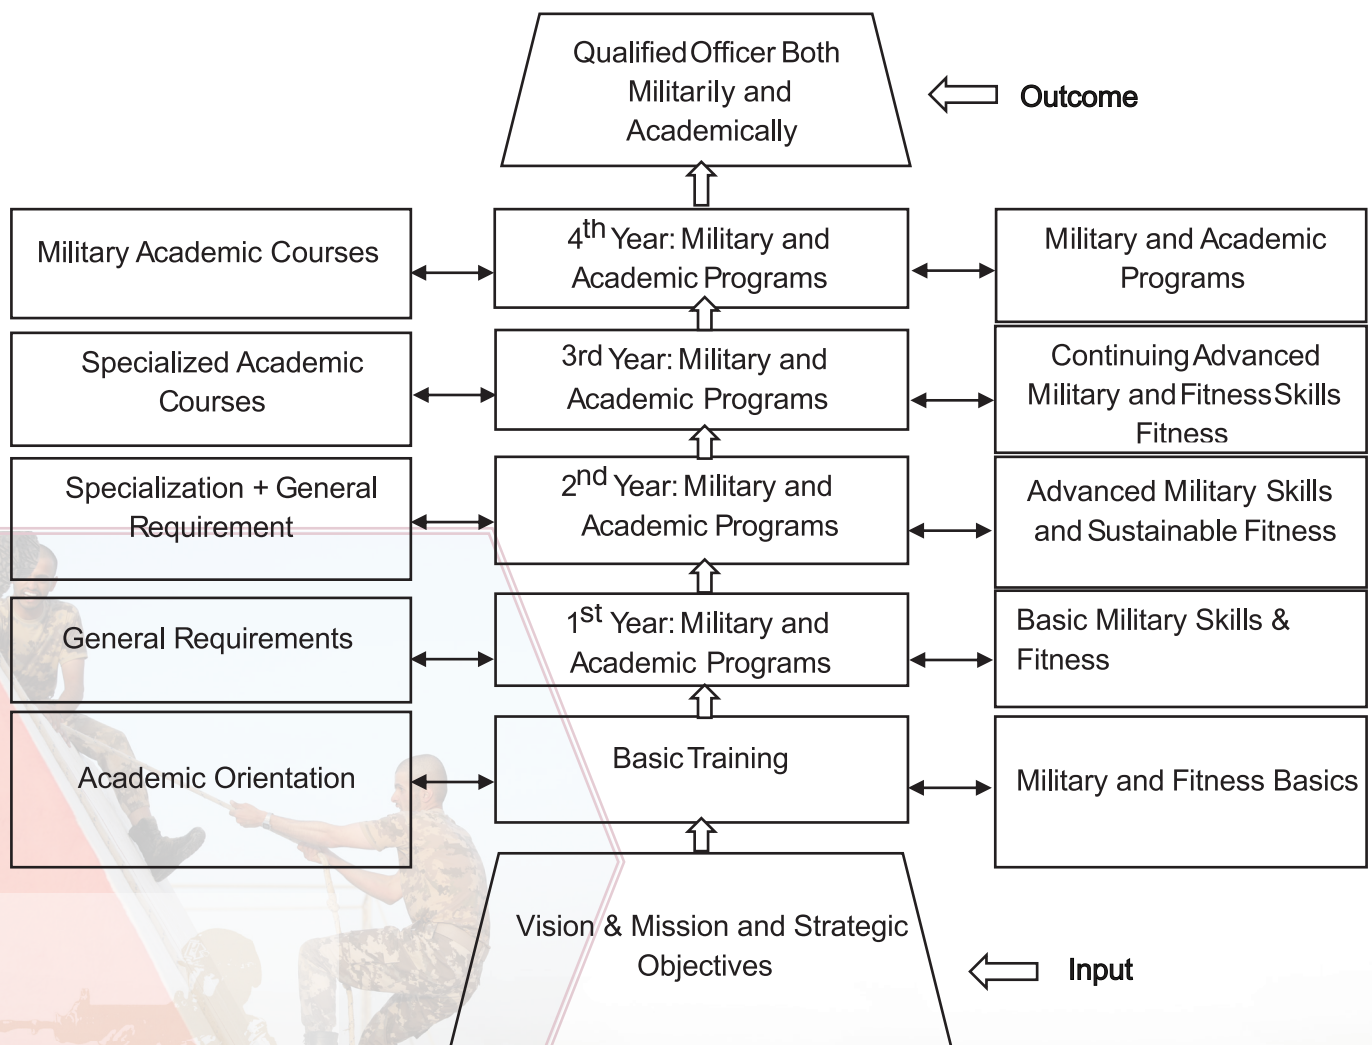 Qualified Officer Both
Militarily and
Academically
Outcome
Military Academic Courses
4th Year: Military and
Academic Programs
Military and Academic
Programs
Specialized Academic
Courses
3rd Year: Military and
Academic Programs
Continuing Advanced
Military and Fitness Skills
Fitness
Specialization + General
Requirement
2nd Year: Military and
Academic Programs
Advanced Military Skills
and Sustainable Fitness
General Requirements
1st Year: Military and
Academic Programs
Basic Military Skills &
Fitness
Academic Orientation
Basic Training
Military and Fitness Basics
Vision & Mission and Strategic
Objectives
Input